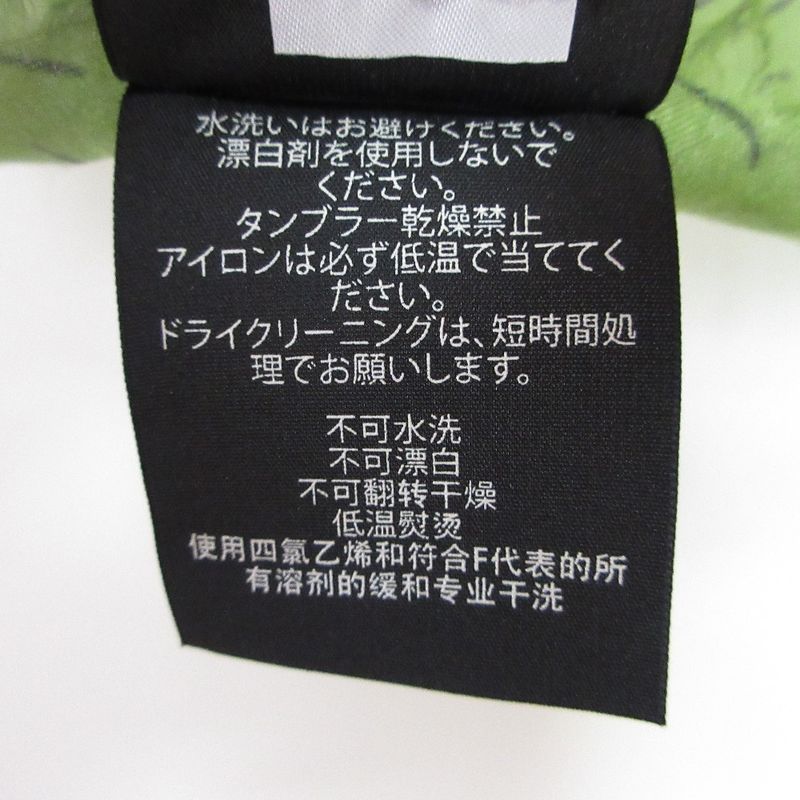 水洗いはお避けください。
漂白剤を使用しないで
ください。
タンブラー乾燥禁止
アイロンは必ず低温で当ててく
ださい。
ドライクリーニングは、短時間処
理でお願いします。
不可水洗
不可漂白
不可翻转干燥
低温熨烫
使用四氯乙烯和符合F代表的所
有溶剂的缓和专业干洗